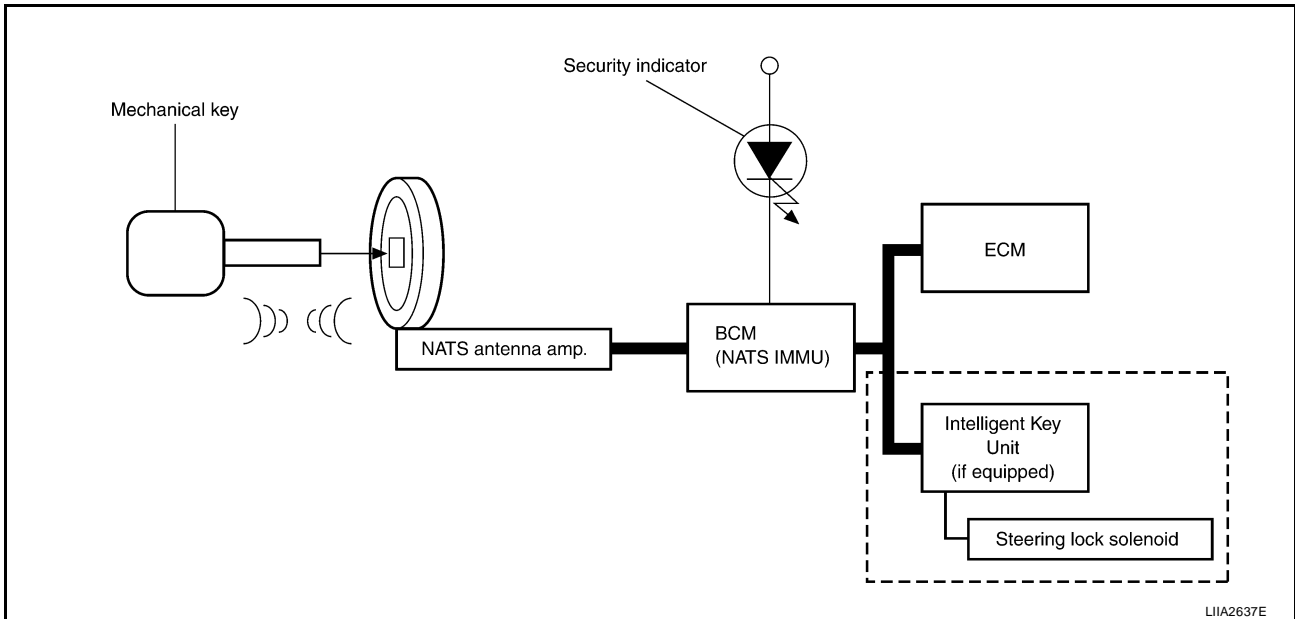 Security indicator
Mechanical key
ECM
NATS antenna amp.
BCM
(NATS IMMU)
Intelligent Key
Unit
(if equipped)
Steering lock solenoid
LIIA2637E